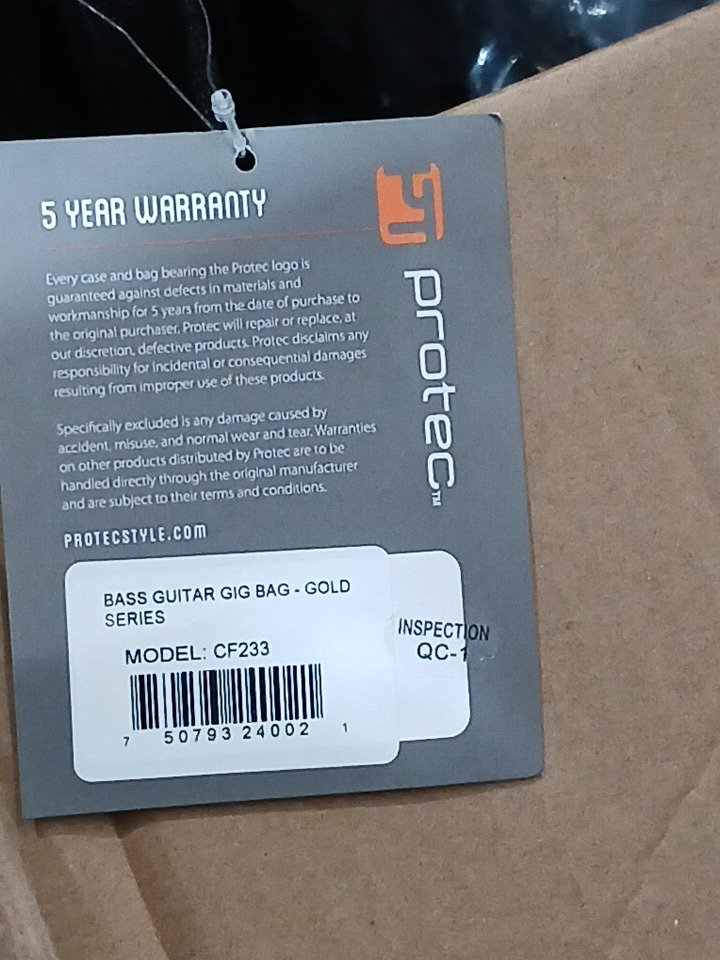 5 YEAR WARRANTY
Every case and bag bearing the Protec logo is
guaranteed against defects in materials and
workmanship for 5 years from the date of purchase to
the original purchaser. Protec will repair or replace, at
our discretion, defective products. Protec disclaims any
responsibility for incidental or consequential damages
resulting from improper use of these products.
Specifically excluded is any damage caused by
accident, misuse, and normal wear and tear. Warranties
on other products distributed by Protec are to be
handled directly through the original manufacturer
and are subject to their terms and conditions.
PROTECSTYLE.COM
protec™
BASS GUITAR GIG BAG - GOLD
SERIES
MODEL: CF233
7 50793 24002 1
INSPECTION
QC-1